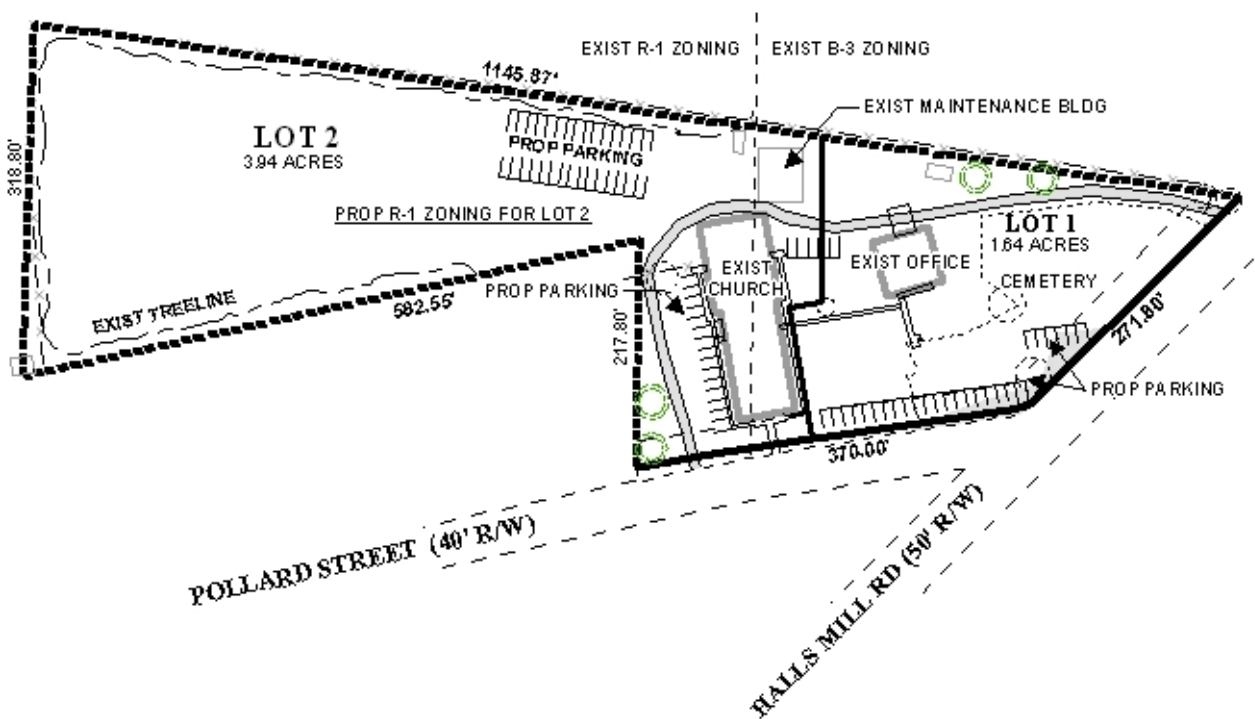 EXIST R-1 ZONING
EXIST B-3 ZONING
1145.87'
EXIST MAINTENANCE BLDG
LOT 2
3.94 ACRES
PROP PARKING
318.80'
PROP R-1 ZONING FOR LOT 2
LOT 1
1.64 ACRES
EXIST OFFICE
EXIST
CHURCH
CEMETERY
PROP PARKING
EXIST TREELINE
582.55'
217.80'
271.80'
PROP PARKING
370.00'
POLLARD STREET (40' R/W)
HALLS MILL RD (50' R/W)